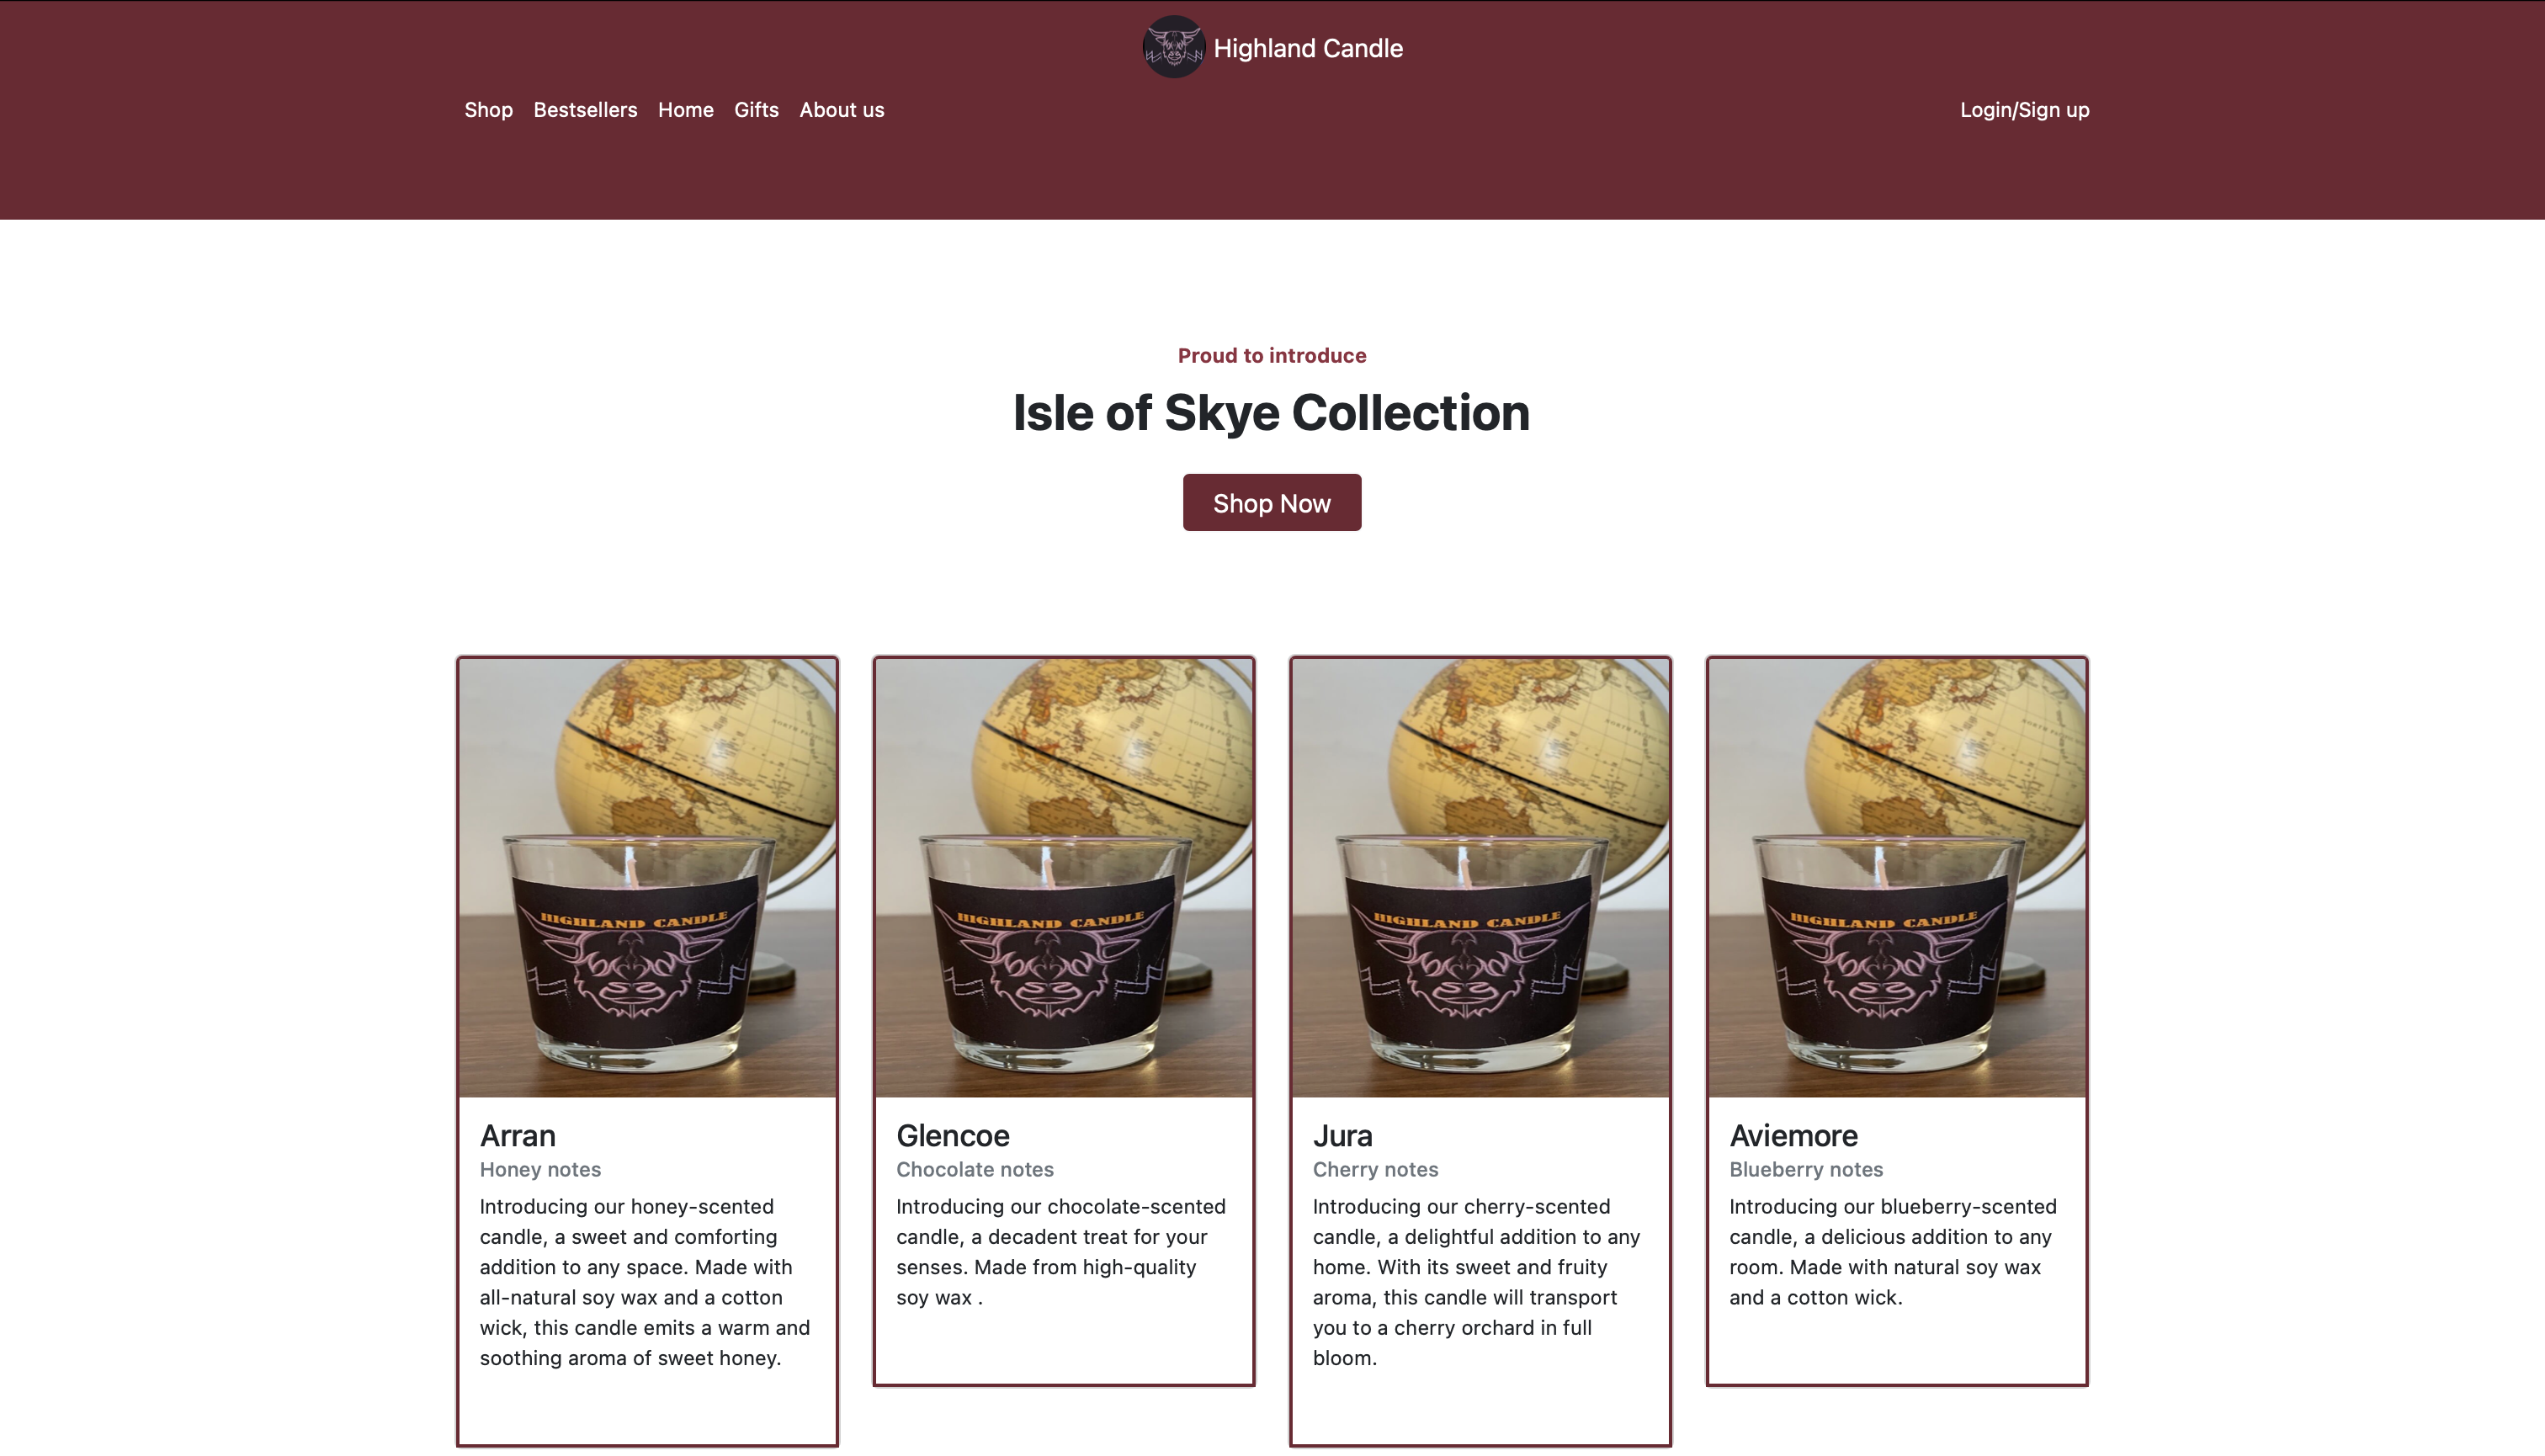 Highland Candle
Shop Bestsellers Home Gifts About us Login/Sign up
Proud to introduce
Isle of Skye Collection
Shop Now
HIGHLAND CANDLE
HIGHLAND CANDLE
HIGHLAND CANDLE
HIGHLAND CANDLE
Arran
Honey notes
Introducing our honey-scented
candle, a sweet and comforting
addition to any space. Made with
all-natural soy wax and a cotton
wick, this candle emits a warm and
soothing aroma of sweet honey.
Glencoe
Chocolate notes
Introducing our chocolate-scented
candle, a decadent treat for your
senses. Made from high-quality
soy wax .
Jura
Cherry notes
Introducing our cherry-scented
candle, a delightful addition to any
home. With its sweet and fruity
aroma, this candle will transport
you to a cherry orchard in full
bloom.
Aviemore
Blueberry notes
Introducing our blueberry-scented
candle, a delicious addition to any
room. Made with natural soy wax
and a cotton wick.